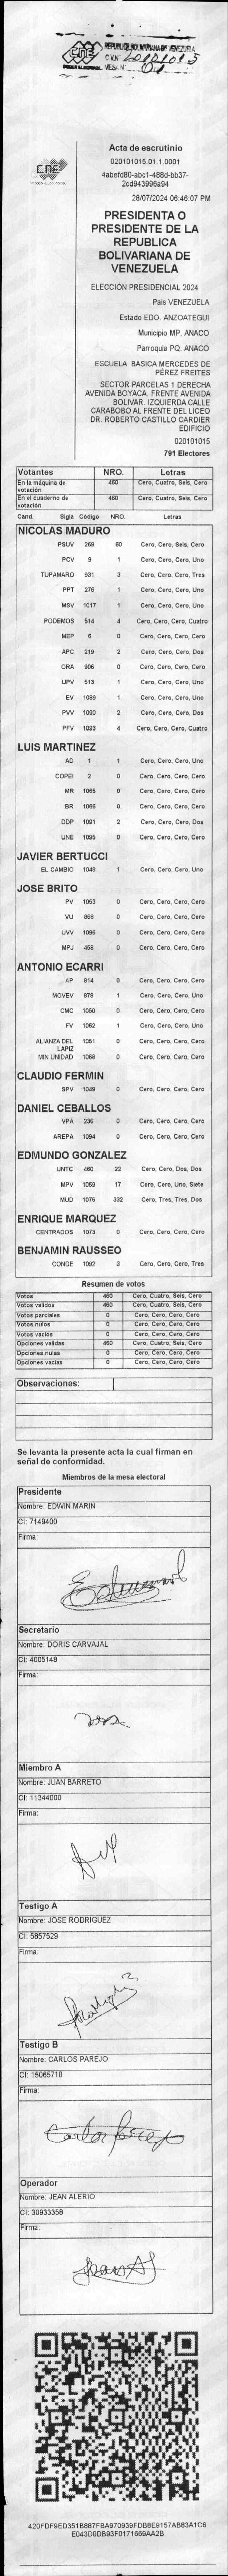 REPUBLICA BOLIVARIANA DE VENEZUELA
C.V.N° 20101015
MESA N° 01
CNE
Acta de escrutinio
020101015.01.1.0001
4abefd80-abc1-488d-bb37-
2cd943996a94
28/07/2024 06:46:07 PM
PRESIDENTA O
PRESIDENTE DE LA
REPUBLICA
BOLIVARIANA DE
VENEZUELA
ELECCIÓN PRESIDENCIAL 2024
Pais VENEZUELA
Estado EDO. ANZOATEGUI
Municipio MP. ANACO
Parroquia PQ. ANACO
ESCUELA BASICA MERCEDES DE
PÉREZ FREITES
SECTOR PARCELAS 1 DERECHA
AVENIDA BOYACA. FRENTE AVENIDA
BOLIVAR. IZQUIERDA CALLE
CARABOBO AL FRENTE DEL LICEO
DR. ROBERTO CASTILLO CARDIER
EDIFICIO
020101015
791 Electores
Votantes NRO. Letras
En la máquina de votación 460 Cero, Cuatro, Seis, Cero
En el cuaderno de votación 460 Cero, Cuatro, Seis, Cero
Cand. Sigla Código NRO. Letras
NICOLAS MADURO
PSUV 269 60 Cero, Cero, Seis, Cero
PCV 9 1 Cero, Cero, Cero, Uno
TUPAMARO 931 3 Cero, Cero, Cero, Tres
PPT 276 1 Cero, Cero, Cero, Uno
MSV 1017 1 Cero, Cero, Cero, Uno
PODEMOS 514 4 Cero, Cero, Cero, Cuatro
MEP 6 0 Cero, Cero, Cero, Cero
APC 219 2 Cero, Cero, Cero, Dos
ORA 906 0 Cero, Cero, Cero, Cero
UPV 513 1 Cero, Cero, Cero, Uno
EV 1089 1 Cero, Cero, Cero, Uno
PVV 1090 2 Cero, Cero, Cero, Dos
PFV 1093 4 Cero, Cero, Cero, Cuatro
LUIS MARTINEZ
AD 1 1 Cero, Cero, Cero, Uno
COPEI 2 0 Cero, Cero, Cero, Cero
MR 1065 0 Cero, Cero, Cero, Cero
BR 1066 0 Cero, Cero, Cero, Cero
DDP 1091 2 Cero, Cero, Cero, Dos
UNE 1095 0 Cero, Cero, Cero, Cero
JAVIER BERTUCCI
EL CAMBIO 1048 1 Cero, Cero, Cero, Uno
JOSE BRITO
PV 1053 0 Cero, Cero, Cero, Cero
VU 868 0 Cero, Cero, Cero, Cero
UVV 1096 0 Cero, Cero, Cero, Cero
MPJ 458 0 Cero, Cero, Cero, Cero
ANTONIO ECARRI
AP 814 0 Cero, Cero, Cero, Cero
MOVEV 878 1 Cero, Cero, Cero, Uno
CMC 1050 0 Cero, Cero, Cero, Cero
FV 1062 1 Cero, Cero, Cero, Uno
ALIANZA DEL LAPIZ 1061 0 Cero, Cero, Cero, Cero
MIN UNIDAD 1068 0 Cero, Cero, Cero, Cero
CLAUDIO FERMIN
SPV 1049 0 Cero, Cero, Cero, Cero
DANIEL CEBALLOS
VPA 236 0 Cero, Cero, Cero, Cero
AREPA 1094 0 Cero, Cero, Cero, Cero
EDMUNDO GONZALEZ
UNTC 460 22 Cero, Cero, Dos, Dos
MPV 1059 17 Cero, Cero, Uno, Siete
MUD 1075 332 Cero, Tres, Tres, Dos
ENRIQUE MARQUEZ
CENTRADOS 1073 0 Cero, Cero, Cero, Cero
BENJAMIN RAUSSEO
CONDE 1092 3 Cero, Cero, Cero, Tres
Resumen de votos
Votos 460 Cero, Cuatro, Seis, Cero
Votos validos 460 Cero, Cuatro, Seis, Cero
Votos parciales 0 Cero, Cero, Cero, Cero
Votos nulos 0 Cero, Cero, Cero, Cero
Votos vacios 0 Cero, Cero, Cero, Cero
Opciones validas 460 Cero, Cuatro, Seis, Cero
Opciones nulas 0 Cero, Cero, Cero, Cero
Opciones vacias 0 Cero, Cero, Cero, Cero
Observaciones:
Se levanta la presente acta la cual firman en
señal de conformidad.
Miembros de la mesa electoral
Presidente
Nombre: EDWIN MARIN
CI: 7149400
Firma:
Secretario
Nombre: DORIS CARVAJAL
CI: 4005148
Firma:
Miembro A
Nombre: JUAN BARRETO
CI: 11344000
Firma:
Testigo A
Nombre: JOSE RODRIGUEZ
CI: 5857529
Firma:
Testigo B
Nombre: CARLOS PAREJO
CI: 15065710
Firma:
Carlos Parejo
Operador
Nombre: JEAN ALERIO
CI: 30933358
Firma:
Jean A
420FDF9ED351B887FBA970939FDB8E9157AB83A1C6
E043D0DB93F0171669AA2B